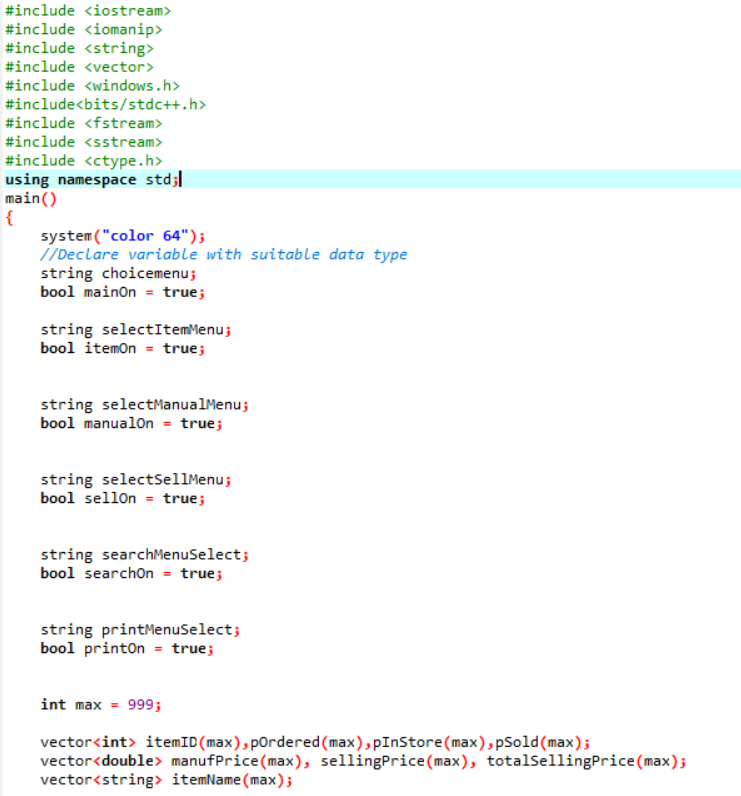 #include <iostream>
#include <iomanip>
#include <string>
#include <vector>
#include <windows.h>
#include<bits/stdc++.h>
#include <fstream>
#include <sstream>
#include <ctype.h>
using namespace std;
main()
{
    system("color 64");
    //Declare variable with suitable data type
    string choicemenu;
    bool mainOn = true;
    string selectItemMenu;
    bool itemOn = true;
    string selectManualMenu;
    bool manualOn = true;
    string selectSellMenu;
    bool sellOn = true;
    string searchMenuSelect;
    bool searchOn = true;
    string printMenuSelect;
    bool printOn = true;
    int max = 999;
    vector<int> itemID(max),pOrdered(max),pInStore(max),pSold(max);
    vector<double> manufPrice(max), sellingPrice(max), totalSellingPrice(max);
    vector<string> itemName(max);